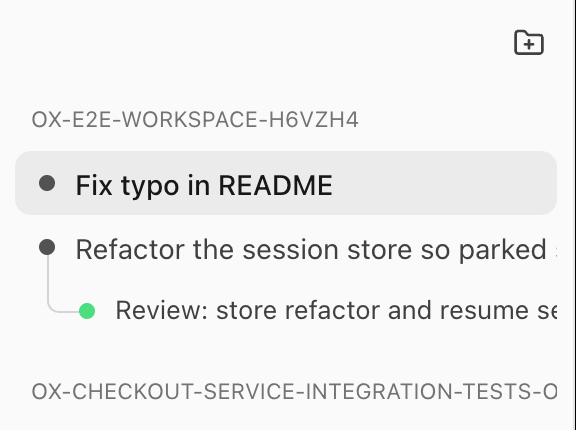 OX-E2E-WORKSPACE-H6VZH4
Fix typo in README
Refactor the session store so parked
Review: store refactor and resume se
OX-CHECKOUT-SERVICE-INTEGRATION-TESTS-O